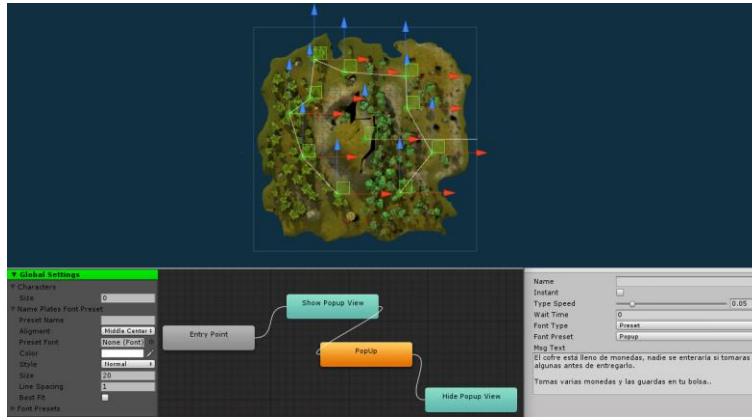 ▼ Global Settings
▼ Characters
Size 0
▼ Name Plates Font Preset
Preset Name
Aligment Middle Center
Preset Font None (Font)
Color
Style Normal
Size 20
Line Spacing 1
Best Fit
▶ Font Presets
Entry Point
Show Popup View
PopUp
Hide Popup View
Name
Instant
Type Speed 0.05
Wait Time 0
Font Type Preset
Font Preset Popup
Msg Text
El cofre está lleno de monedas, nadie se enteraría si tomaras
algunas antes de entregarlo.
Tomas varias monedas y las guardas en tu bolsa..